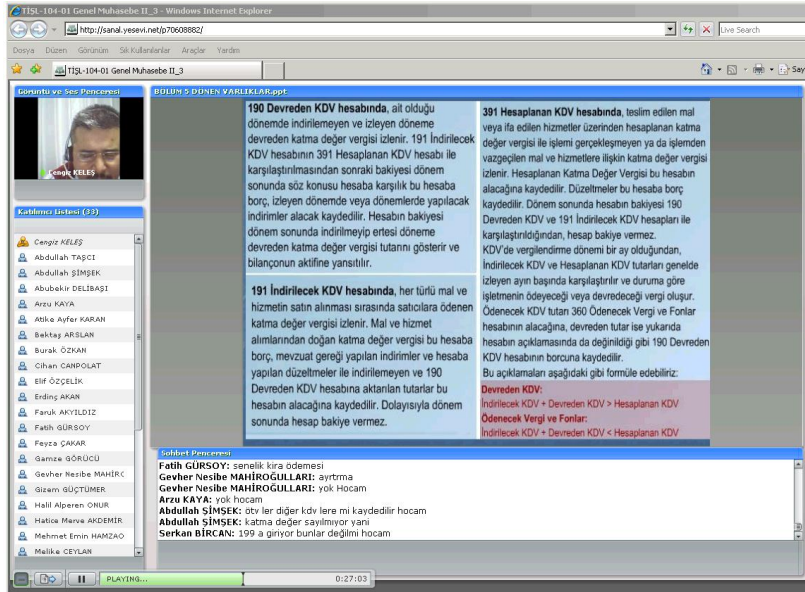 TİSL-104-01 Genel Muhasebe II_3 - Windows Internet Explorer
http://sanal.yesevi.net/p70608882/
Live Search
Dosya Düzen Görünüm Sık Kullanılanlar Araçlar Yardım
TİSL-104-01 Genel Muhasebe II_3
Say
Görüntü ve Ses Penceresi
Cengiz KELEŞ
Katılımcı Listesi (33)
Cengiz KELEŞ
Abdullah TAŞCI
Abdullah ŞİMŞEK
Abubekir DELİBAŞI
Arzu KAYA
Atike Ayfer KARAN
Bektaş ARSLAN
Burak ÖZKAN
Cihan CANPOLAT
Elif ÖZÇELİK
Erdinç AKAN
Faruk AKYILDIZ
Fatih GÜRSOY
Feyza ÇAKAR
Gamze GÖRÜCÜ
Gevher Nesibe MAHİRC
Gizem GÜÇTÜMER
Halil Alperen ONUR
Hatice Merve AKDEMİR
Mehmet Emin HAMZAO
Melike CEYLAN
BÖLÜM 5 DÖNEN VARLIKLAR.ppt
190 Devreden KDV hesabında, ait olduğu
dönemde indirilemeyen ve izleyen döneme
devreden katma değer vergisi izlenir. 191 İndirilecek
KDV hesabının 391 Hesaplanan KDV hesabı ile
karşılaştırılmasından sonraki bakiyesi dönem
sonunda söz konusu hesaba karşılık bu hesaba
borç, izleyen dönemde veya dönemlerde yapılacak
indirimler alacak kaydedilir. Hesabın bakiyesi
dönem sonunda indirilmeyip ertesi döneme
devreden katma değer vergisi tutarını gösterir ve
bilançonun aktifine yansıtılır.
191 İndirilecek KDV hesabında, her türlü mal ve
hizmetin satın alınması sırasında satıcılara ödenen
katma değer vergisi izlenir. Mal ve hizmet
alımlarından doğan katma değer vergisi bu hesaba
borç, mevzuat gereği yapılan indirimler ve hesaba
yapılan düzeltmeler ile indirilemeyen ve 190
Devreden KDV hesabına aktarılan tutarlar bu
hesabın alacağına kaydedilir. Dolayısıyla dönem
sonunda hesap bakiye vermez.
391 Hesaplanan KDV hesabında, teslim edilen mal
veya ifa edilen hizmetler üzerinden hesaplanan katma
değer vergisi ile işlemi gerçekleşmeyen ya da işlemden
vazgeçilen mal ve hizmetlere ilişkin katma değer vergisi
izlenir. Hesaplanan Katma Değer Vergisi bu hesabın
alacağına kaydedilir. Düzeltmeler bu hesaba borç
kaydedilir. Dönem sonunda hesap bakiyesi 190
Devreden KDV ve 191 İndirilecek KDV hesapları ile
karşılaştırıldığından, hesap bakiye vermez.
KDV'de vergilendirme dönemi bir ay olduğundan,
İndirilecek KDV ve Hesaplanan KDV tutarları genelde
izleyen ayın başında karşılaştırılır ve duruma göre
işletmenin ödeyeceği veya devredeceği vergi oluşur.
Ödenecek KDV tutarı 360 Ödenecek Vergi ve Fonlar
hesabının alacağına, devreden tutar ise yukarıda
hesabın açıklamasında da değinildiği gibi 190 Devreden
KDV hesabının borcuna kaydedilir.
Bu açıklamaları aşağıdaki gibi formüle edebiliriz:
Devreden KDV:
İndirilecek KDV + Devreden KDV > Hesaplanan KDV
Ödenecek Vergi ve Fonlar:
İndirilecek KDV + Devreden KDV < Hesaplanan KDV
Sohbet Penceresi
Fatih GÜRSOY: senelik kira ödemesi
Gevher Nesibe MAHİROĞULLARI: ayrtrma
Gevher Nesibe MAHİROĞULLARI: yok Hocam
Arzu KAYA: yok hocam
Abdullah ŞİMŞEK: ötv ler diğer kdv lere mi kaydedilir hocam
Abdullah ŞİMŞEK: katma değer sayılmıyor yani
Serkan BİRCAN: 199 a giriyor bunlar değilmi hocam
PLAYING...
0:27:03